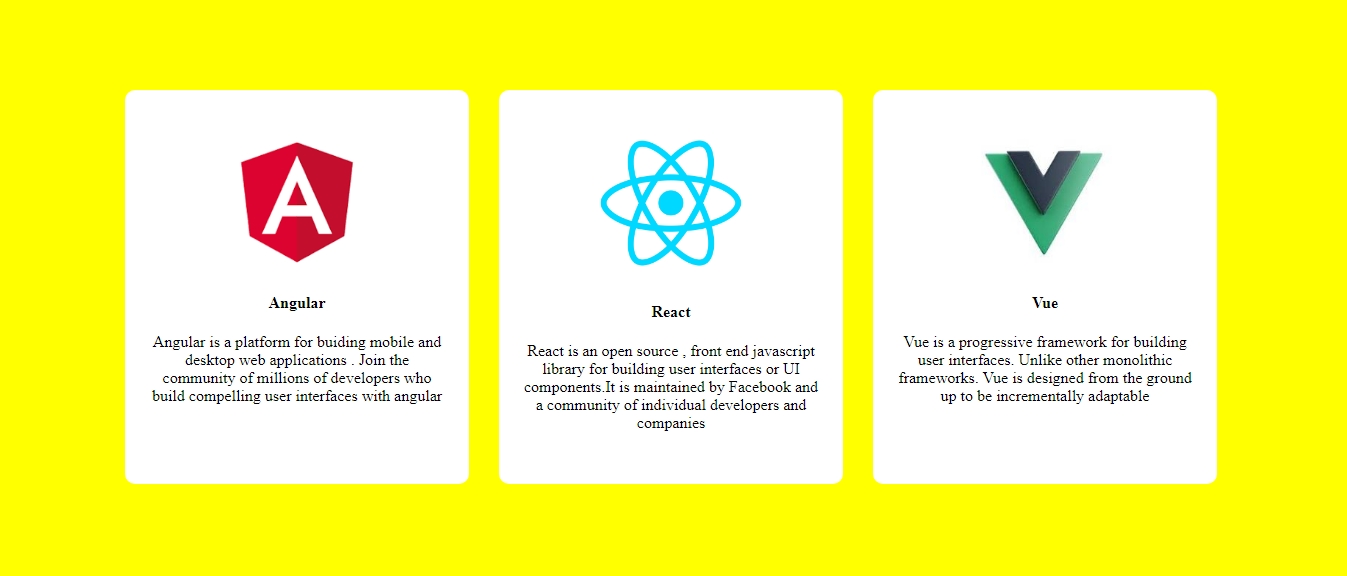 Angular
Angular is a platform for buiding mobile and
desktop web applications . Join the
community of millions of developers who
build compelling user interfaces with angular
React
React is an open source , front end javascript
library for building user interfaces or UI
components.It is maintained by Facebook and
a community of individual developers and
companies
Vue
Vue is a progressive framework for building
user interfaces. Unlike other monolithic
frameworks. Vue is designed from the ground
up to be incrementally adaptable